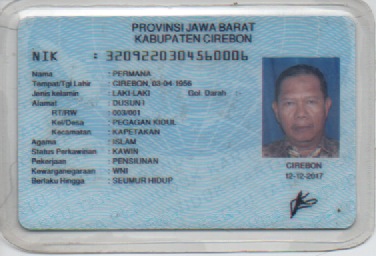 PROVINSI JAWA BARAT
KABUPATEN CIREBON
NIK : 3209220304560006
Nama : PERMANA
Tempat/Tgl Lahir : CIREBON, 03-04-1956
Jenis kelamin : LAKI-LAKI Gol. Darah : -
Alamat : DUSUN I
RT/RW : 003/001
Kel/Desa : PEGAGAN KIDUL
Kecamatan : KAPETAKAN
Agama : ISLAM
Status Perkawinan : KAWIN
Pekerjaan : PENSIUNAN
Kewarganegaraan : WNI
Berlaku Hingga : SEUMUR HIDUP
CIREBON
12-12-2017